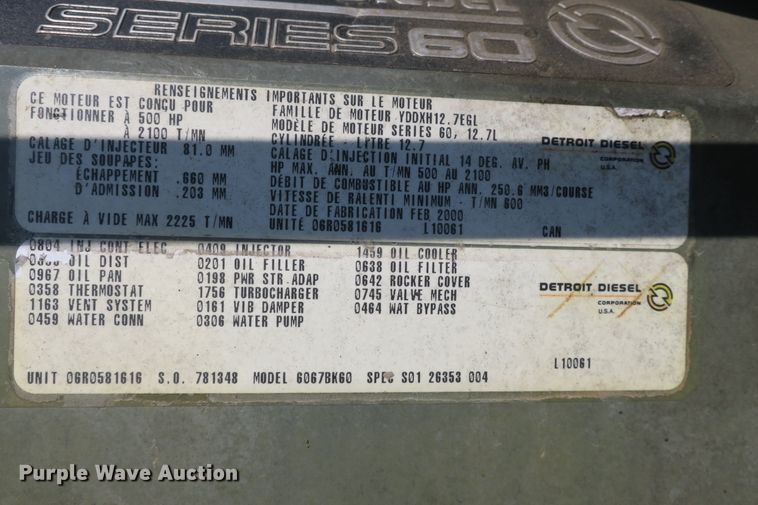 DIESEL
SERIES 60
RENSEIGNEMENTS IMPORTANTS SUR LE MOTEUR
CE MOTEUR EST CONÇU POUR
FONCTIONNER À 500 HP
À 2100 T/MN
CALAGE D'INJECTEUR 81.0 MM
JEU DES SOUPAPES:
ÉCHAPPEMENT .660 MM
D'ADMISSION .203 MM
CHARGE À VIDE MAX 2225 T/MN
FAMILLE DE MOTEUR YDDXH12.7EGL
MODÈLE DE MOTEUR SERIES 60, 12.7L
CYLINDRÉE - LPTRE 12.7
CALAGE D'INJECTION INITIAL 14 DEG. AV. PH
HP MAX. ANN. AU T/MN 500 AU 2100
DÉBIT DE COMBUSTIBLE AU HP ANN. 250.6 MM3/COURSE
VITESSE DE RALENTI MINIMUM - T/MN 600
DATE DE FABRICATION FEB 2000
UNITÉ 06R0581616 L10061 CAN
DETROIT DIESEL
CORPORATION
U.S.A.
0804 INJ CONT ELEC 0409 INJECTOR 1459 OIL COOLER
OIL DIST 0201 OIL FILLER 0638 OIL FILTER
0967 OIL PAN 0198 PWR STR ADAP 0642 ROCKER COVER
0358 THERMOSTAT 1756 TURBOCHARGER 0745 VALVE MECH
1163 VENT SYSTEM 0161 VIB DAMPER 0464 WAT BYPASS
0459 WATER CONN 0306 WATER PUMP
DETROIT DIESEL
CORPORATION
U.S.A.
L10061
UNIT 06R0581616 S.O. 781348 MODEL 6067BK60 SPEC S01 26353 004
Purple Wave Auction